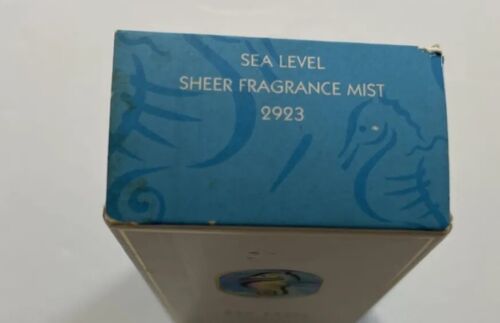 SEA LEVEL
SHEER FRAGRANCE MIST
2923